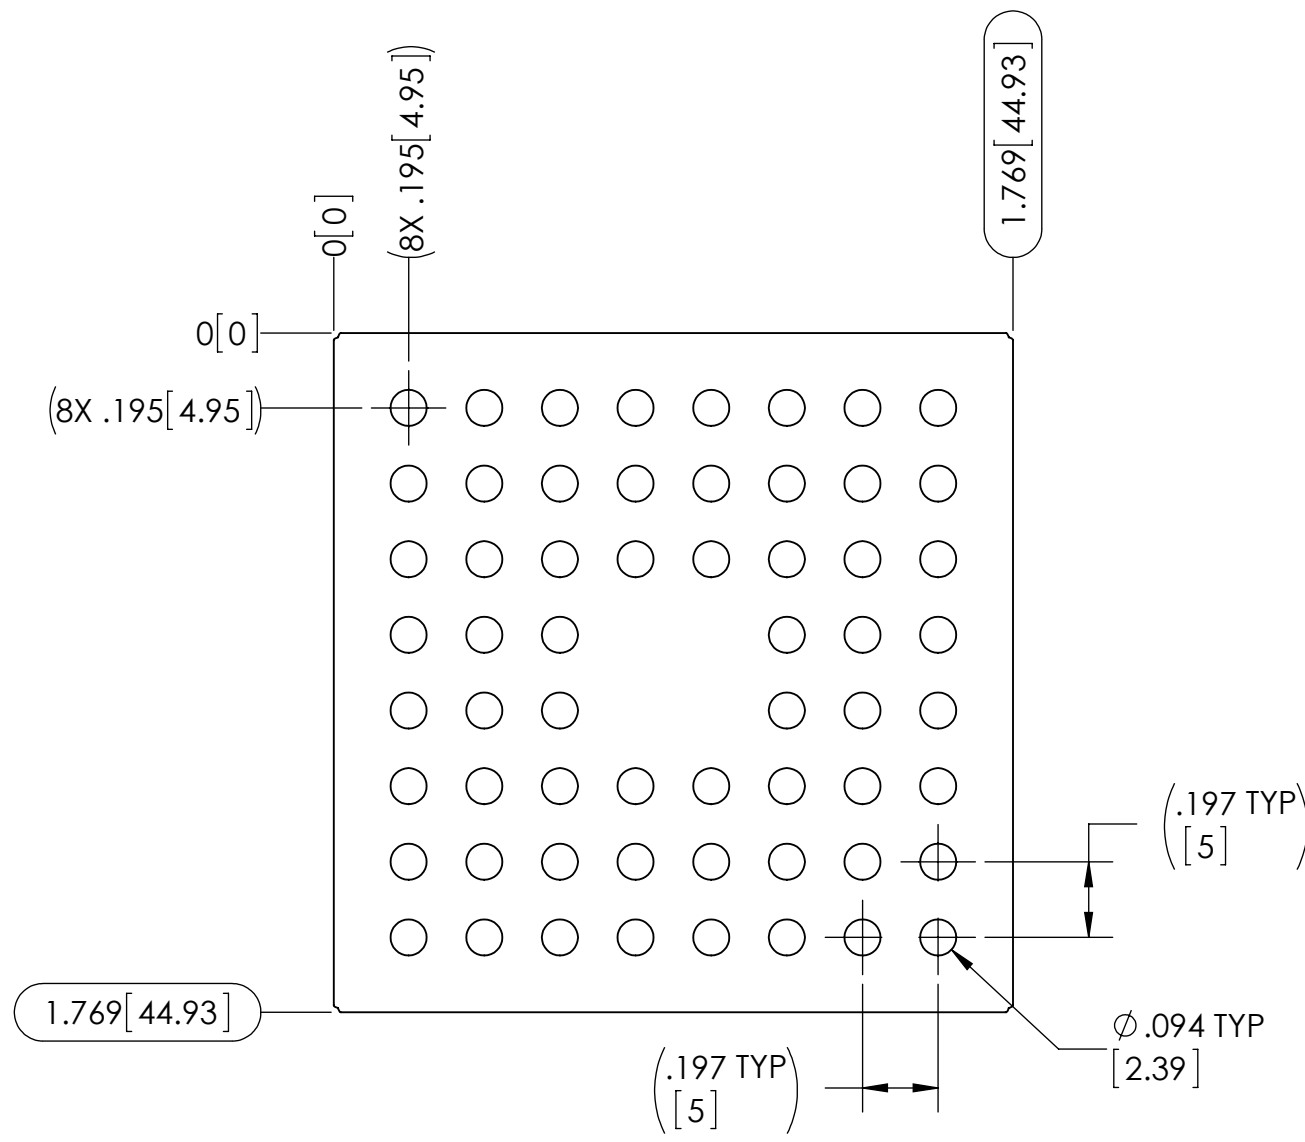 (8X .195[4.95])
1.769[44.93]
0[0]
0[0]
(8X .195[4.95])
(.197 TYP
[5])
1.769[44.93]
∅ .094 TYP
[2.39]
(.197 TYP
[5])